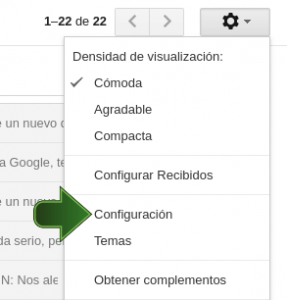 1–22 de 22
Densidad de visualización:
Cómoda
Agradable
Compacta
e un nuevo
a Google, te
Configurar Recibidos
e un nuevo
Configuración
da serio, pe
Temas
N: Nos ale
Obtener complementos